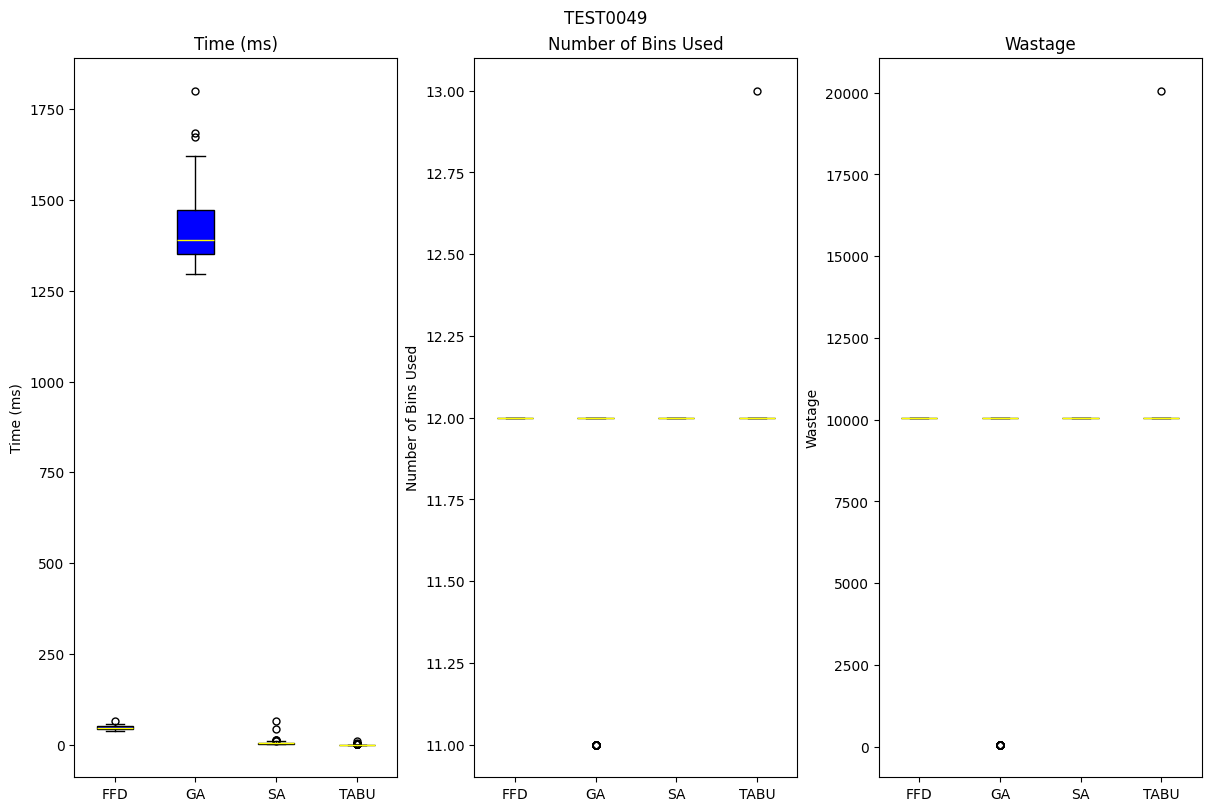 TEST0049
Time (ms)
Number of Bins Used
Wastage
Time (ms)
1750
1500
1250
1000
750
500
250
0
FFD GA SA TABU
Number of Bins Used
13.00
12.75
12.50
12.25
12.00
11.75
11.50
11.25
11.00
FFD GA SA TABU
Wastage
20000
17500
15000
12500
10000
7500
5000
2500
0
FFD GA SA TABU